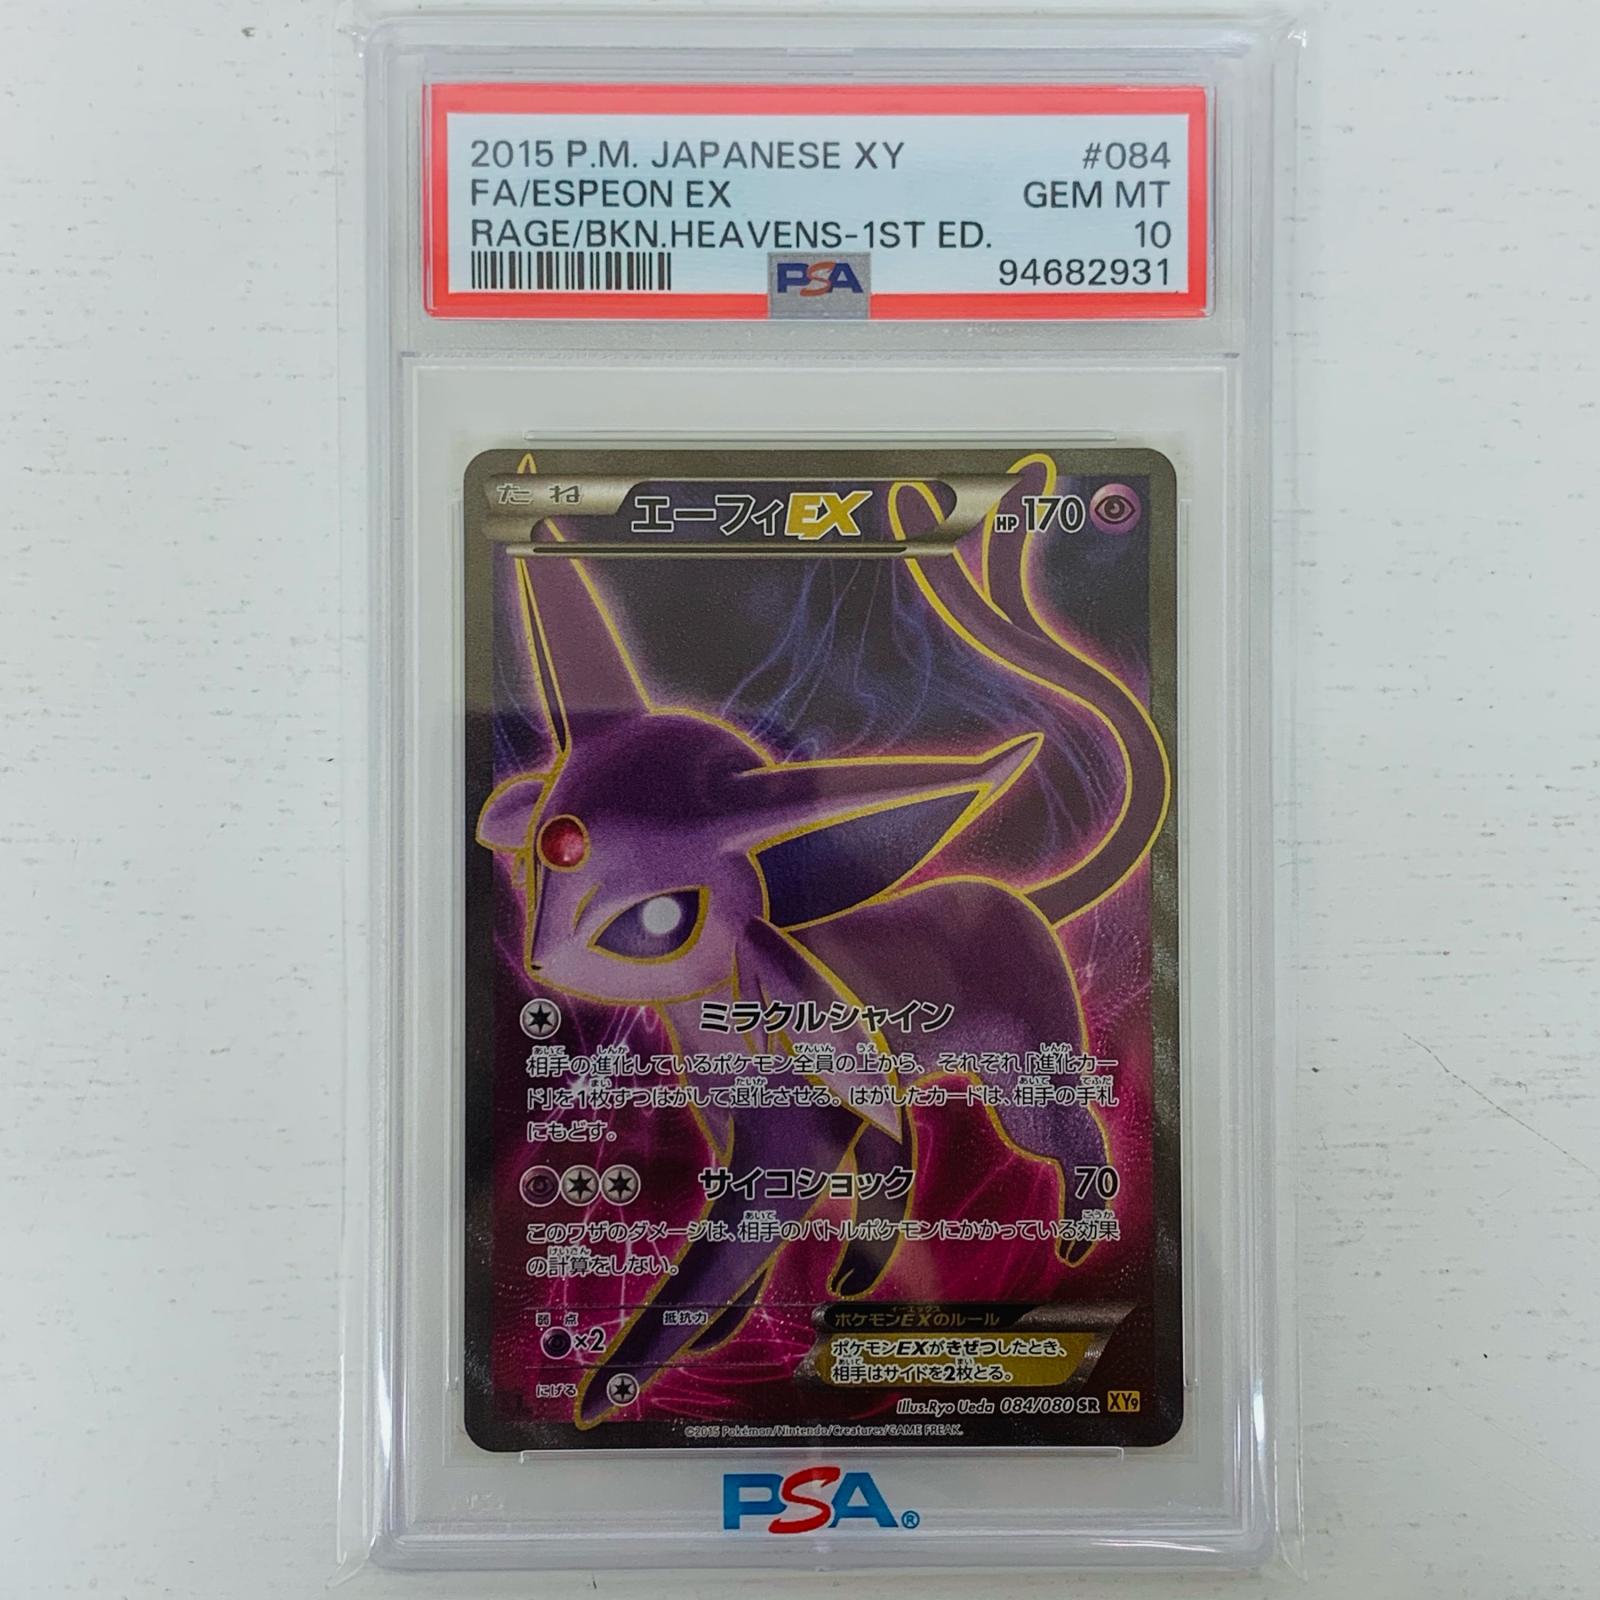 2015 P.M. JAPANESE XY #084
FA/ESPEON EX GEM MT
RAGE/BKN.HEAVENS-1ST ED. 10
PSA 94682931
たね エーフィEX HP170
ミラクルシャイン
相手の進化しているポケモン全員の上から、それぞれ「進化カー
ド」を1枚ずつはがして退化させる。はがしたカードは、相手の手札
にもどす。
サイコショック 70
このワザのダメージは、相手のバトルポケモンにかかっている効果
の計算をしない。
弱点 抵抗力 ポケモンEXのルール
×2 ポケモンEXがきぜつしたとき、
相手はサイドを2枚とる。
にげる
Illus.Ryo Ueda 084/080 SR XY9
©2015 Pokémon/Nintendo/Creatures/GAME FREAK.
PSA®